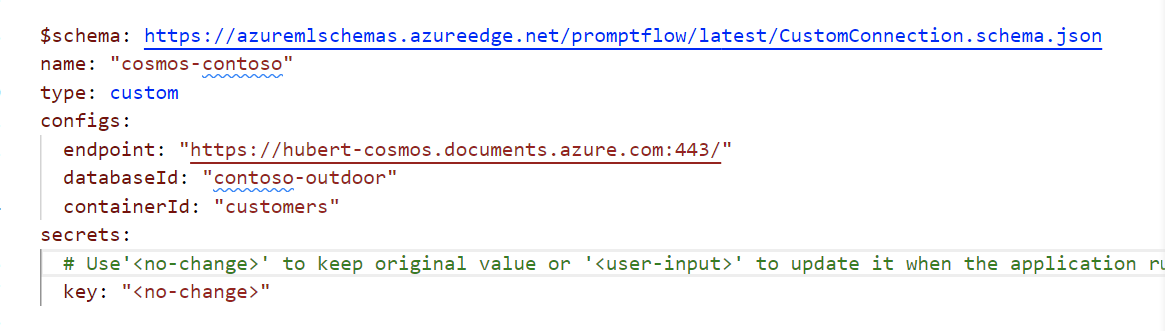 $schema: https://azuremlschemas.azureedge.net/promptflow/latest/CustomConnection.schema.json
name: "cosmos-contoso"
type: custom
configs:
  endpoint: "https://hubert-cosmos.documents.azure.com:443/"
  databaseId: "contoso-outdoor"
  containerId: "customers"
secrets:
  # Use'<no-change>' to keep original value or '<user-input>' to update it when the application
  key: "<no-change>"